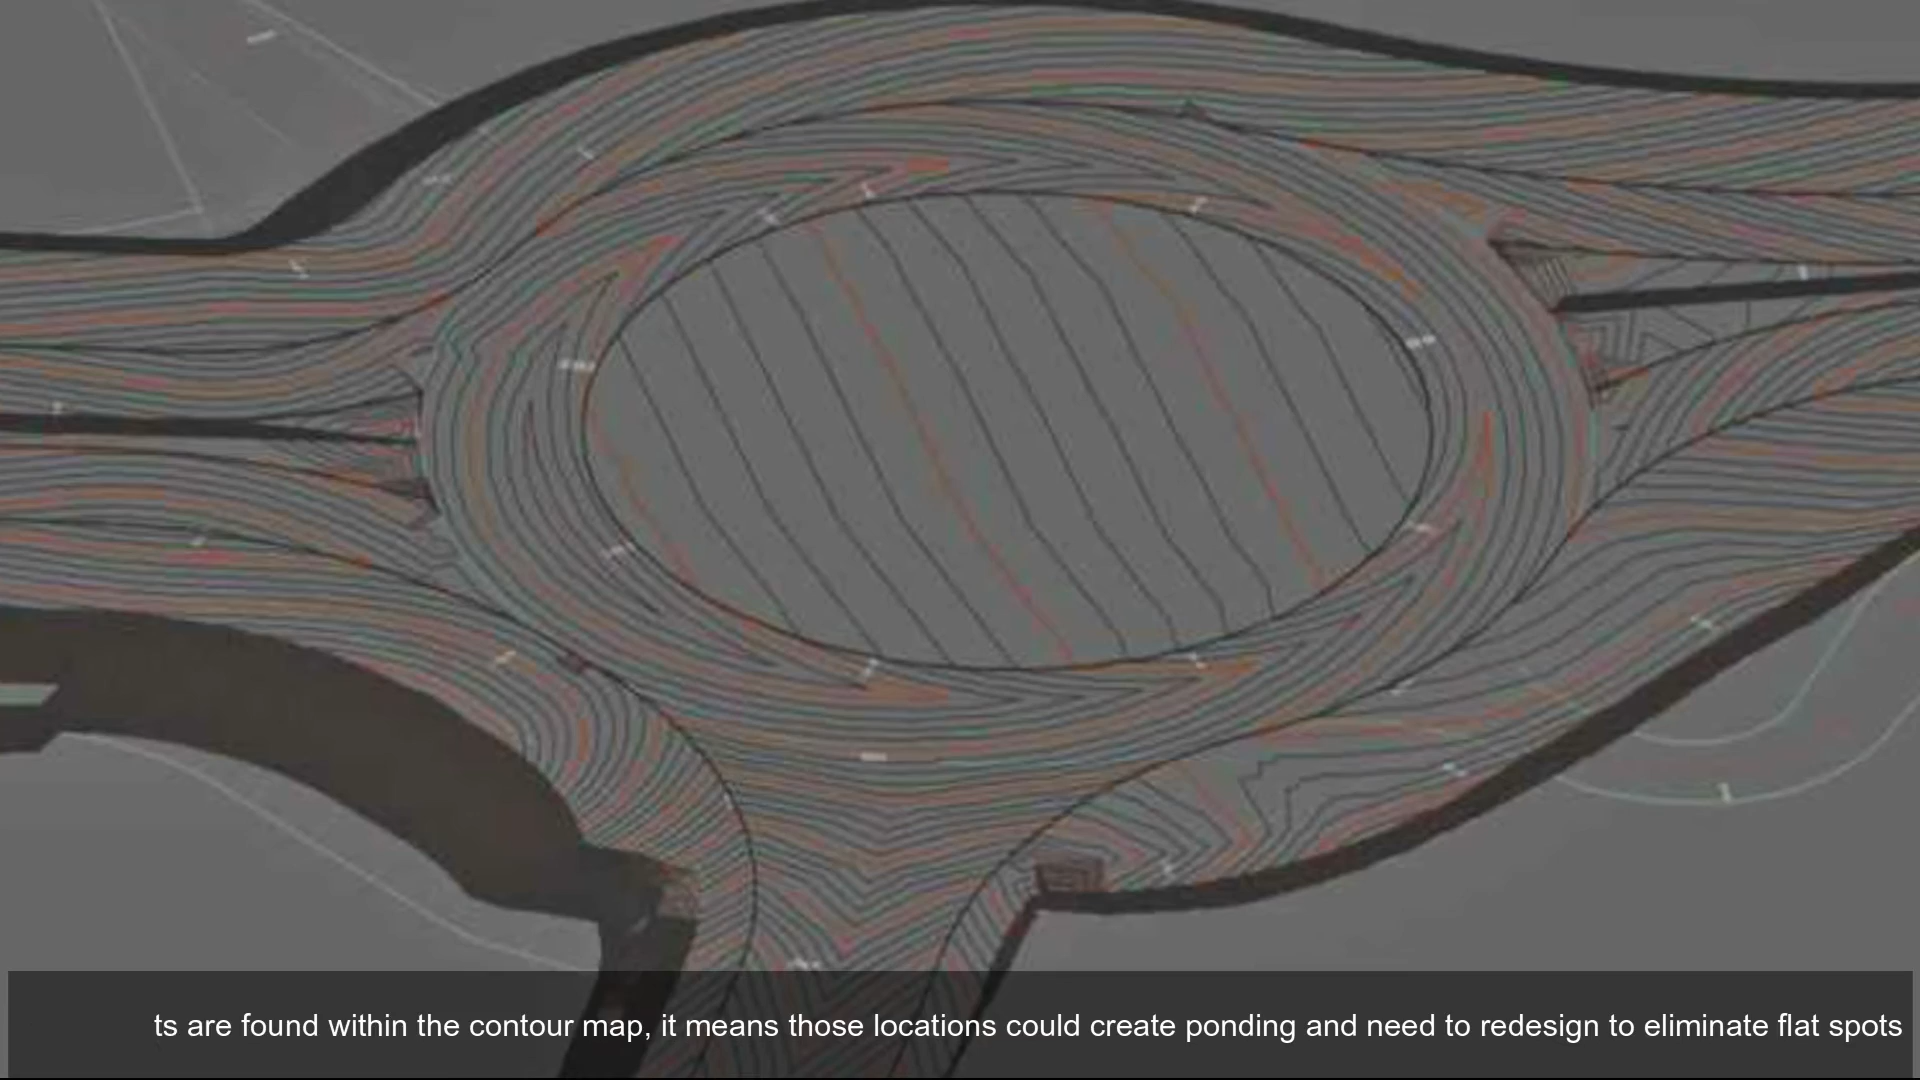 ts are found within the contour map, it means those locations could create ponding and need to redesign to eliminate flat spots